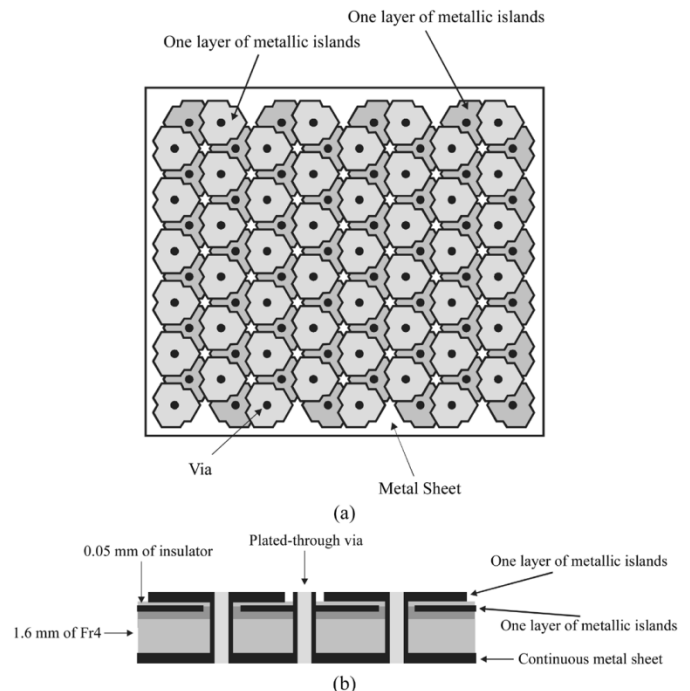 One layer of metallic islands
One layer of metallic islands
Via
Metal Sheet
(a)
Plated-through via
0.05 mm of insulator
One layer of metallic islands
One layer of metallic islands
1.6 mm of Fr4
Continuous metal sheet
(b)